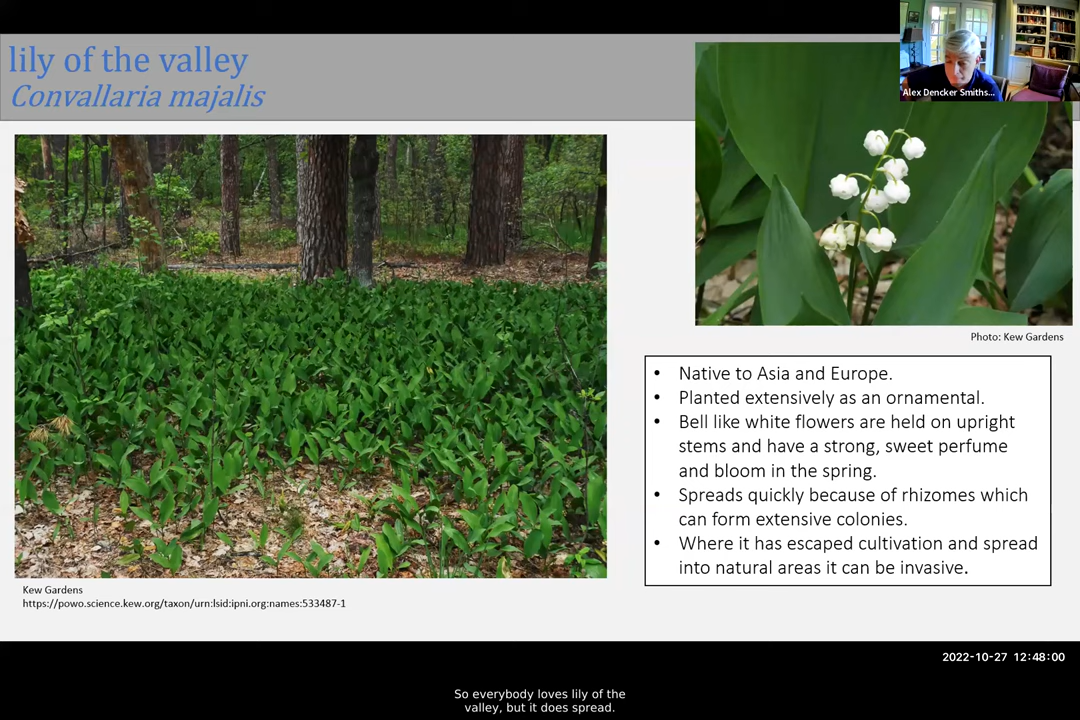 lily of the valley
Convallaria majalis
Alex Dencker Smiths...
Photo: Kew Gardens
• Native to Asia and Europe.
• Planted extensively as an ornamental.
• Bell like white flowers are held on upright
stems and have a strong, sweet perfume
and bloom in the spring.
• Spreads quickly because of rhizomes which
can form extensive colonies.
• Where it has escaped cultivation and spread
into natural areas it can be invasive.
Kew Gardens
https://powo.science.kew.org/taxon/urn:lsid:ipni.org:names:533487-1
2022-10-27 12:48:00
So everybody loves lily of the
valley, but it does spread.